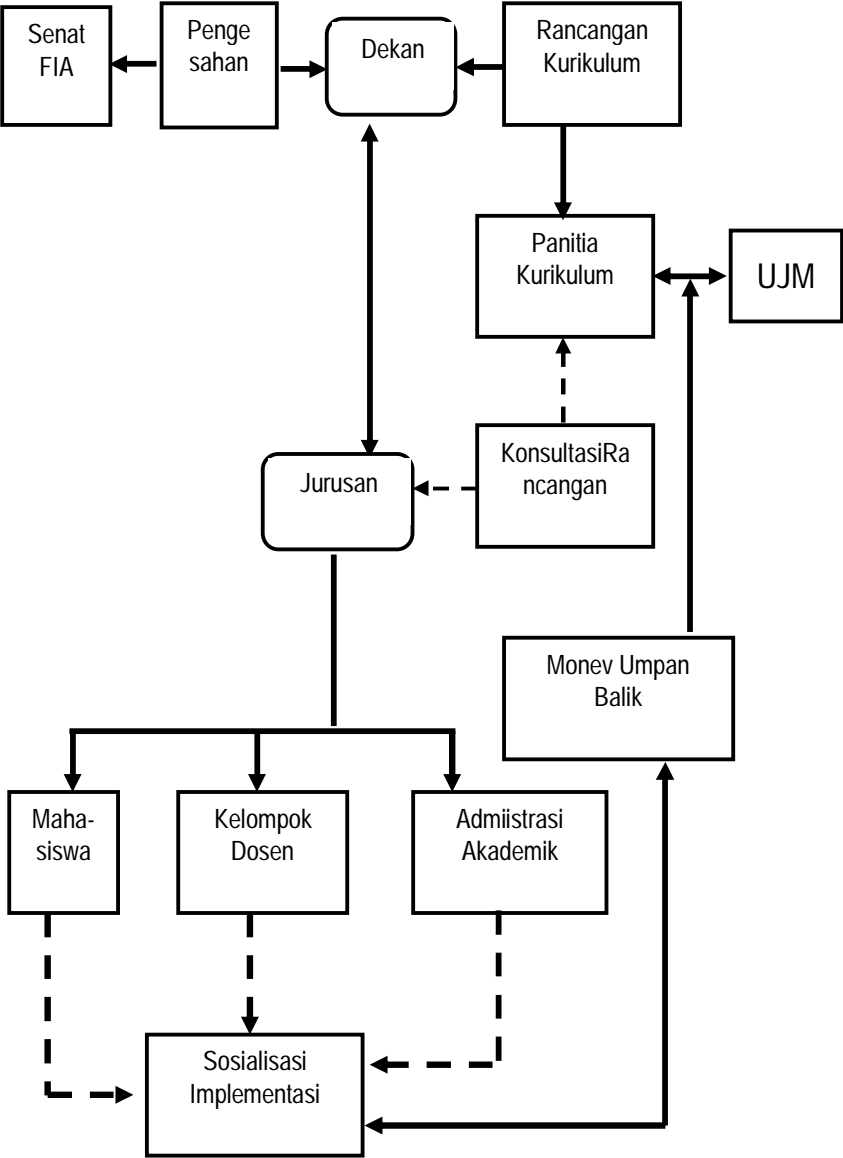 Senat
FIA
Penge
sahan
Dekan
Rancangan
Kurikulum
Panitia
Kurikulum
UJM
KonsultasiRa
ncangan
Jurusan
Monev Umpan
Balik
Maha-
siswa
Kelompok
Dosen
Admiistrasi
Akademik
Sosialisasi
Implementasi